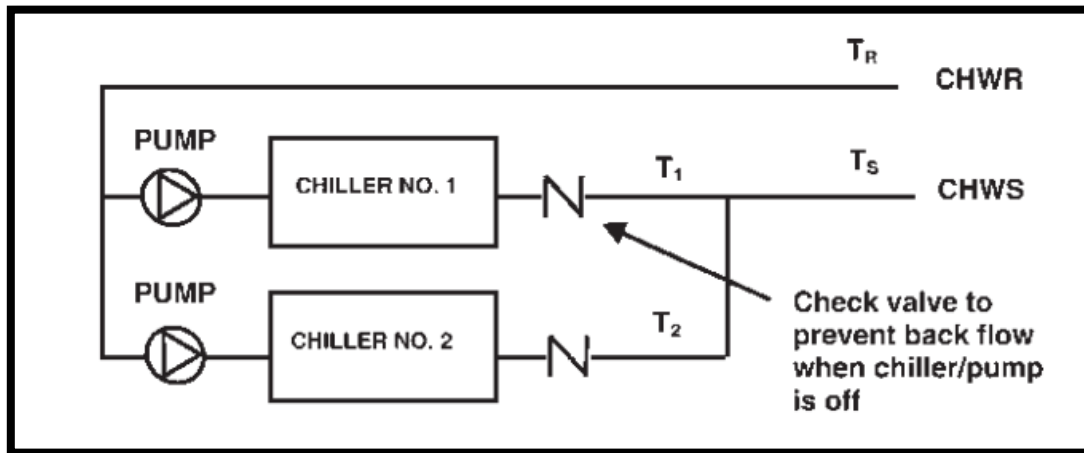 T_R
CHWR
PUMP
CHILLER NO. 1
T_1
T_S
CHWS
PUMP
CHILLER NO. 2
T_2
Check valve to
prevent back flow
when chiller/pump
is off